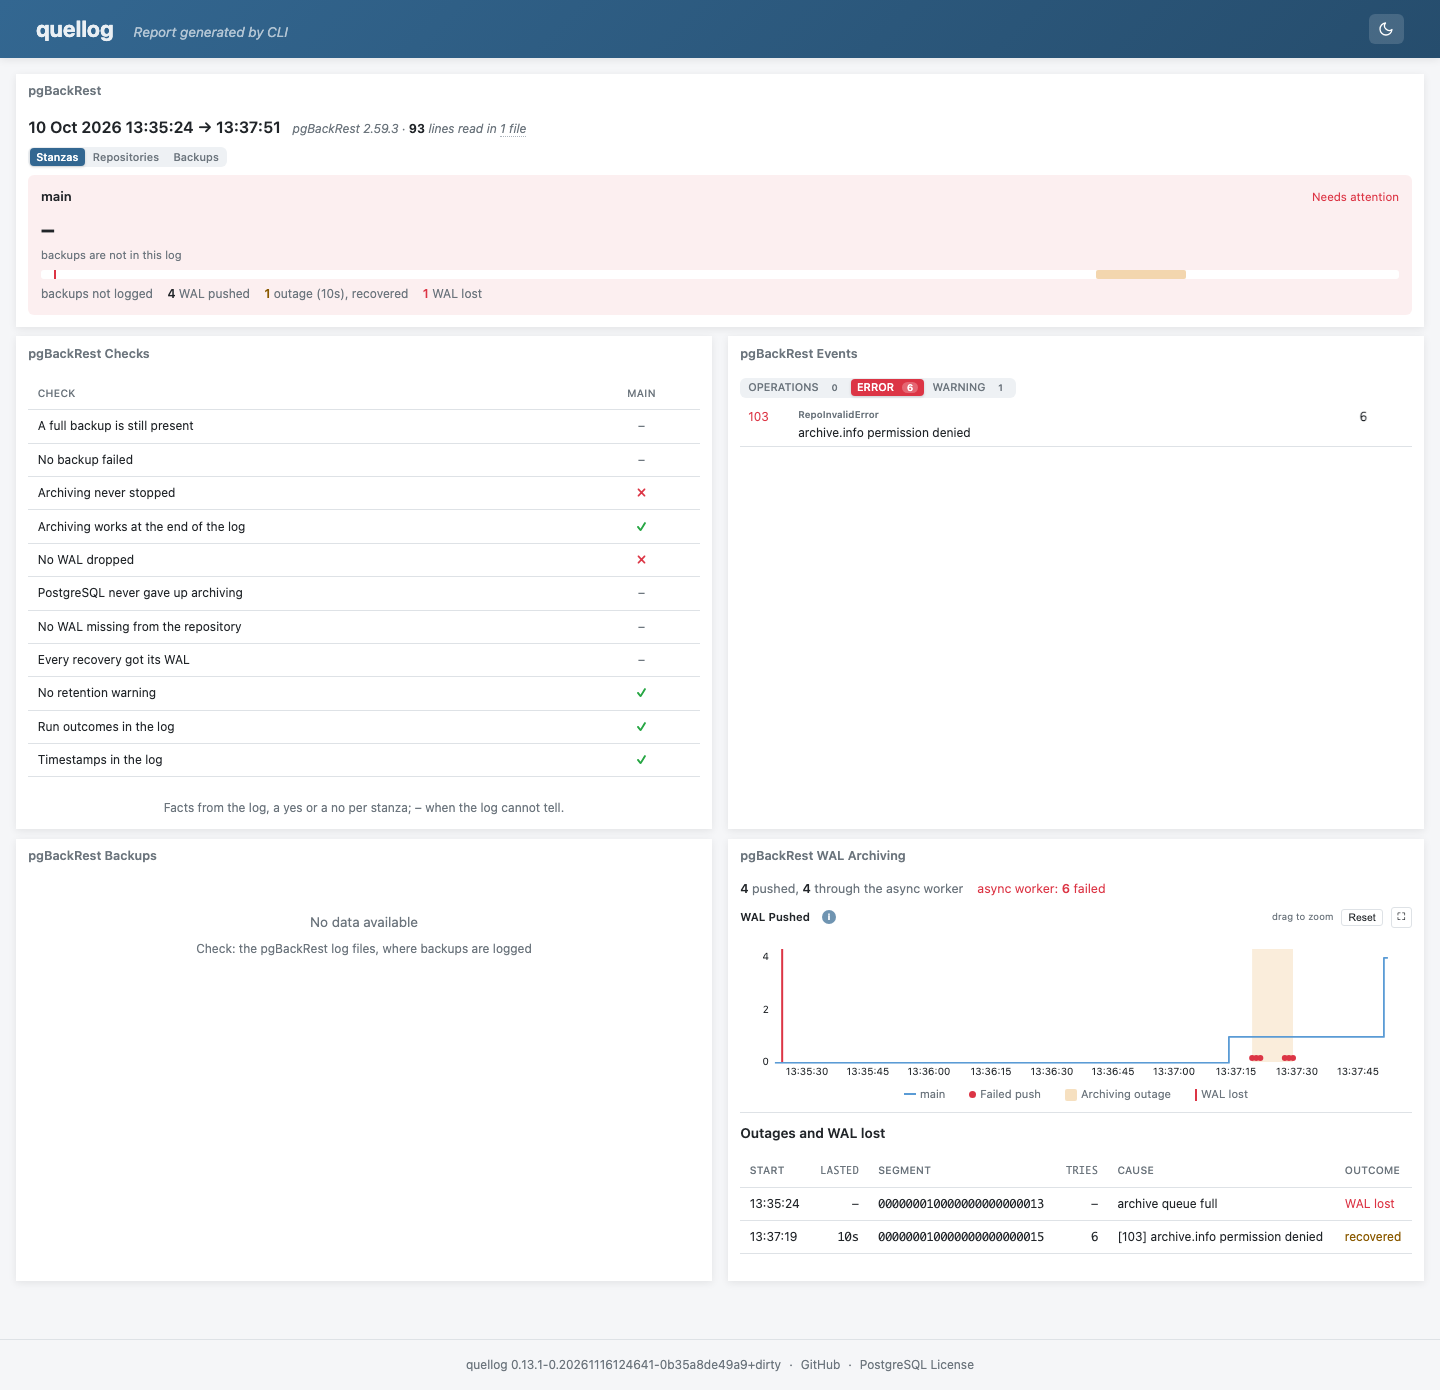 quellog Report generated by CLI
pgBackRest
10 Oct 2026 13:35:24 → 13:37:51 pgBackRest 2.59.3 · 93 lines read in 1 file
Stanzas Repositories Backups
main Needs attention
–
backups are not in this log
backups not logged 4 WAL pushed 1 outage (10s), recovered 1 WAL lost
pgBackRest Checks
CHECK MAIN
A full backup is still present –
No backup failed –
Archiving never stopped ✕
Archiving works at the end of the log ✓
No WAL dropped ✕
PostgreSQL never gave up archiving –
No WAL missing from the repository –
Every recovery got its WAL –
No retention warning ✓
Run outcomes in the log ✓
Timestamps in the log ✓
Facts from the log, a yes or a no per stanza; – when the log cannot tell.
pgBackRest Events
OPERATIONS 0 ERROR 6 WARNING 1
103 RepoInvalidError 6
archive.info permission denied
pgBackRest Backups
No data available
Check: the pgBackRest log files, where backups are logged
pgBackRest WAL Archiving
4 pushed, 4 through the async worker async worker: 6 failed
WAL Pushed i drag to zoom Reset
4
2
0
13:35:30 13:35:45 13:36:00 13:36:15 13:36:30 13:36:45 13:37:00 13:37:15 13:37:30 13:37:45
main Failed push Archiving outage WAL lost
Outages and WAL lost
START LASTED SEGMENT TRIES CAUSE OUTCOME
13:35:24 – 000000010000000000000013 – archive queue full WAL lost
13:37:19 10s 000000010000000000000015 6 [103] archive.info permission denied recovered
quellog 0.13.1-0.20261116124641-0b35a8de49a9+dirty · GitHub · PostgreSQL License